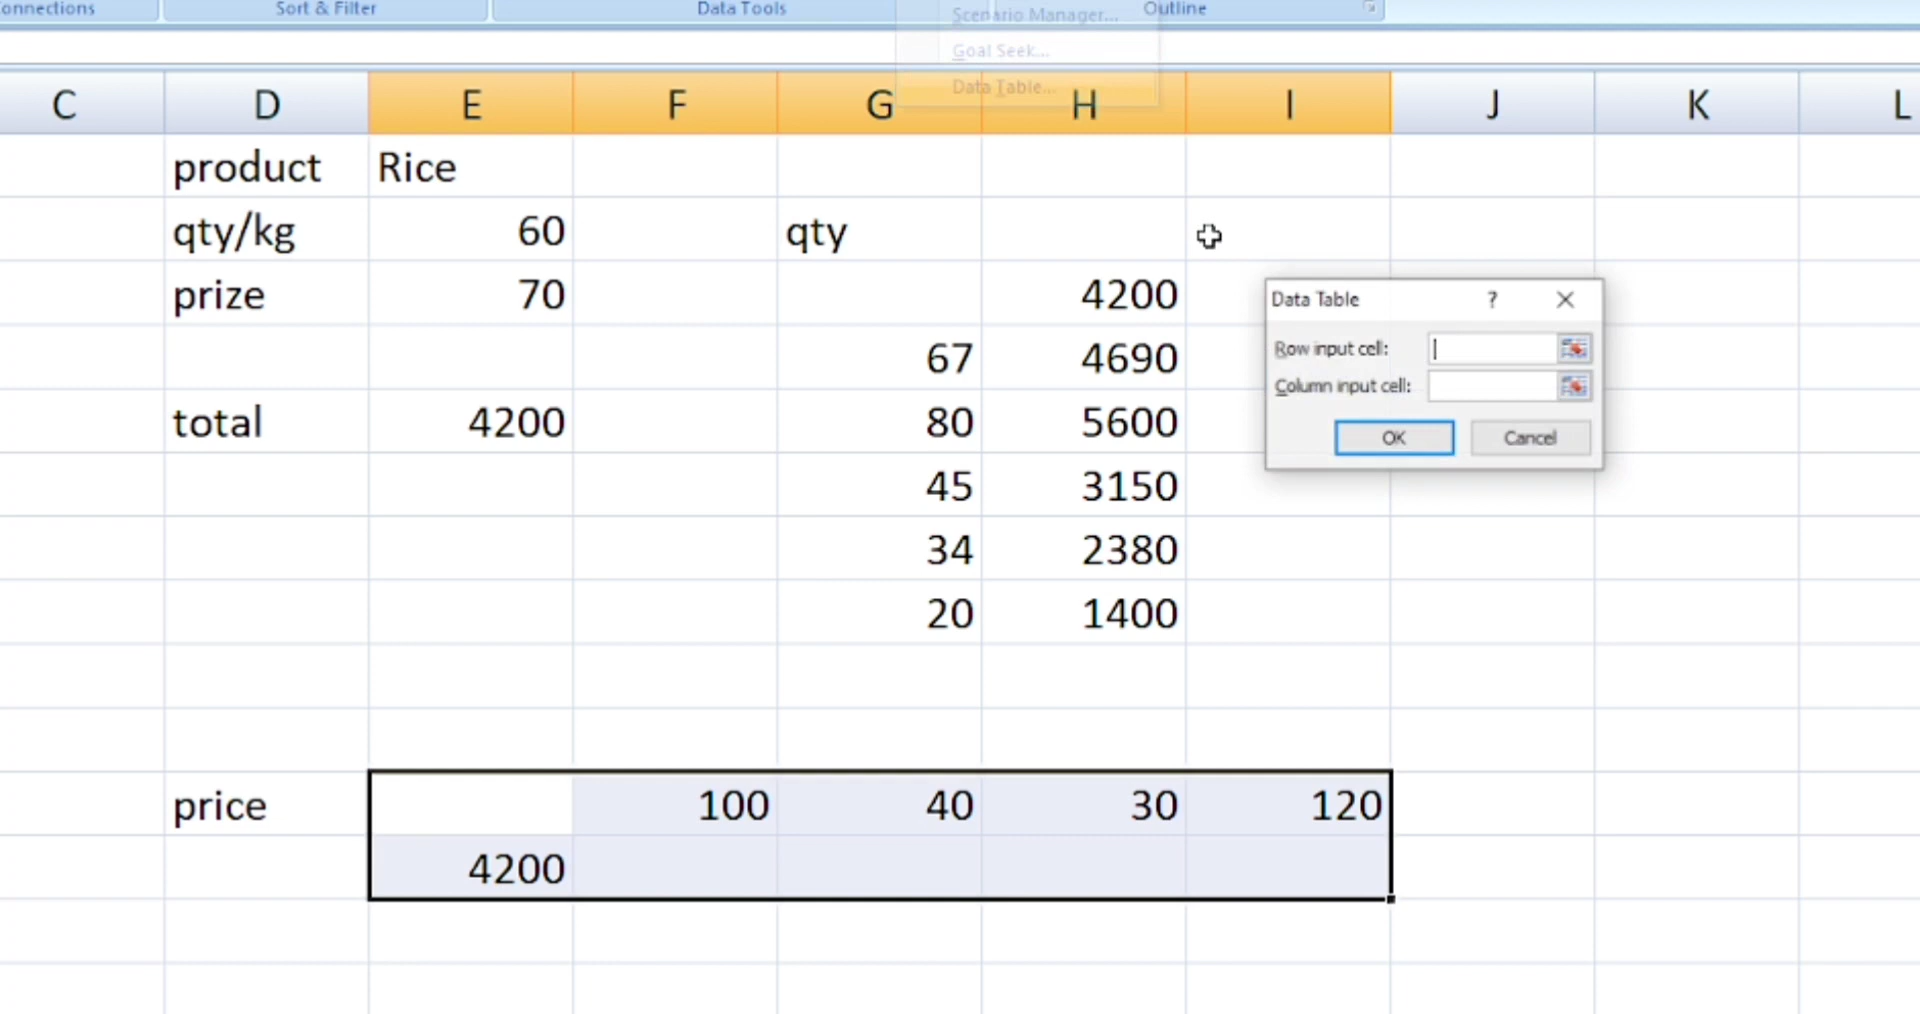 onnections Sort & Filter Data Tools Outline
Scenario Manager...
Goal Seek...
Data Table...
C D E F G H I J K L
product Rice
qty/kg 60 qty
prize 70 4200
67 4690
total 4200 80 5600
45 3150
34 2380
20 1400
price 100 40 30 120
4200
Data Table ?
Row input cell:
Column input cell:
OK Cancel